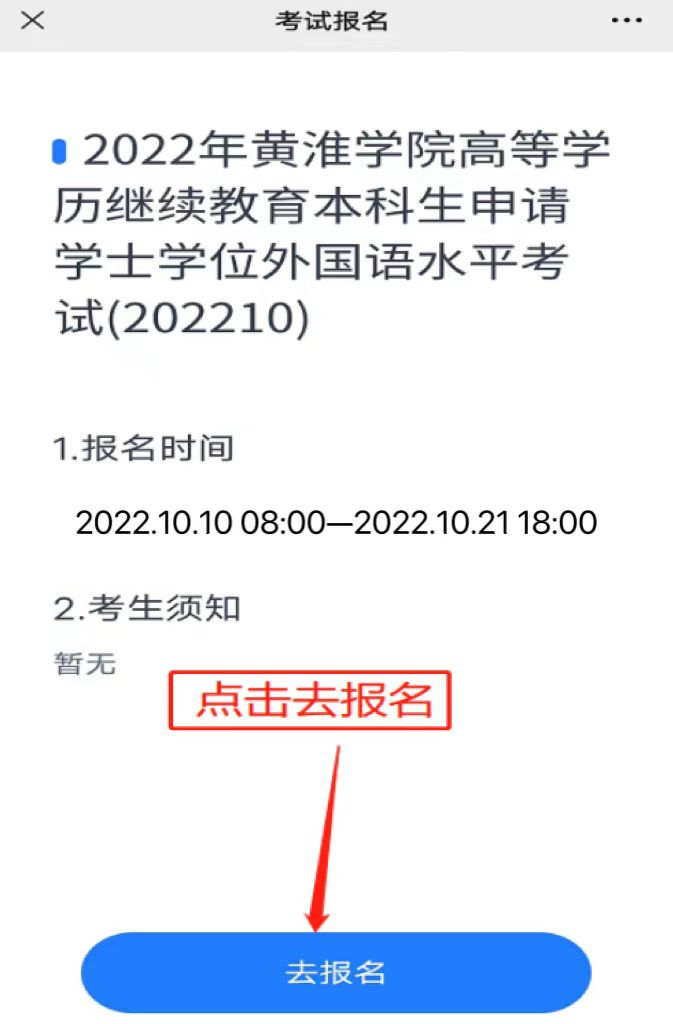 考试报名
2022年黄淮学院高等学
历继续教育本科生申请
学士学位外国语水平考
试(202210)
1.报名时间
2022.10.10 08:00—2022.10.21 18:00
2.考生须知
暂无
点击去报名
去报名